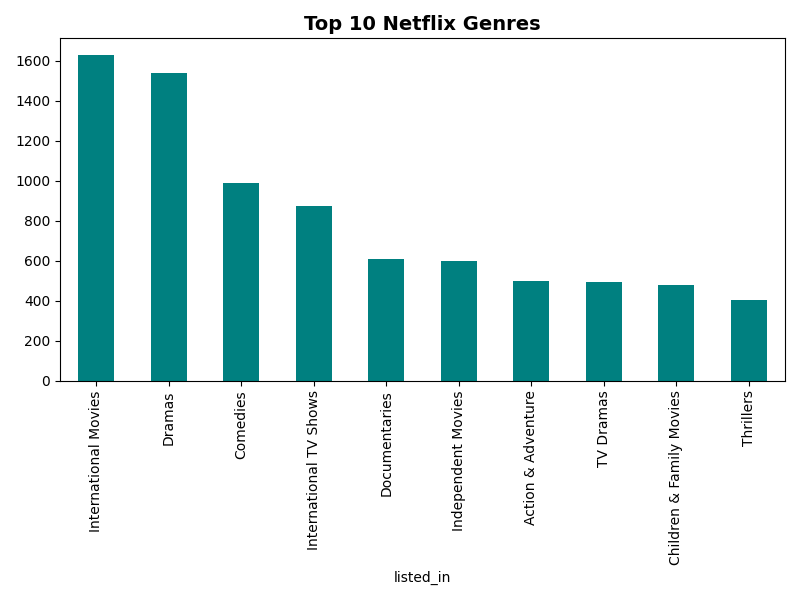 Top 10 Netflix Genres
1600
1400
1200
1000
800
600
400
200
0
International Movies
Dramas
Comedies
International TV Shows
Documentaries
Independent Movies
Action & Adventure
TV Dramas
Children & Family Movies
Thrillers
listed_in